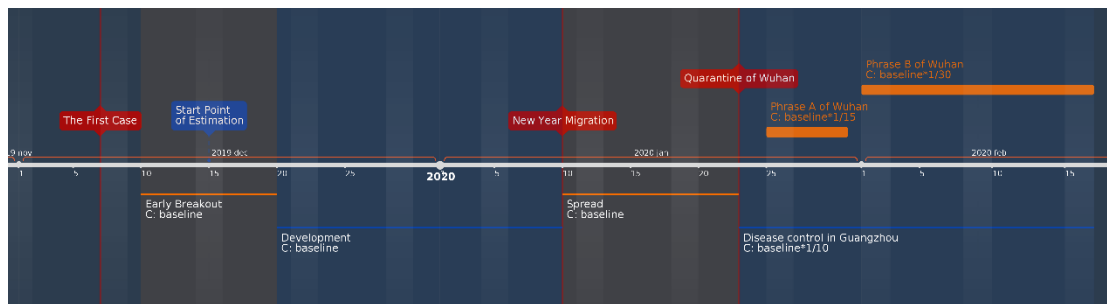 Phrase B of Wuhan
C: baseline*1/30
Quarantine of Wuhan
Phrase A of Wuhan
C: baseline*1/15
The First Case
Start Point
of Estimation
New Year Migration
9 nov
2019 dec
2020 jan
2020 feb
1 5 10 15 20 25 2020 5 10 15 20 25 1 5 10 15
Early Breakout
C: baseline
Spread
C: baseline
Development
C: baseline
Disease control in Guangzhou
C: baseline*1/10